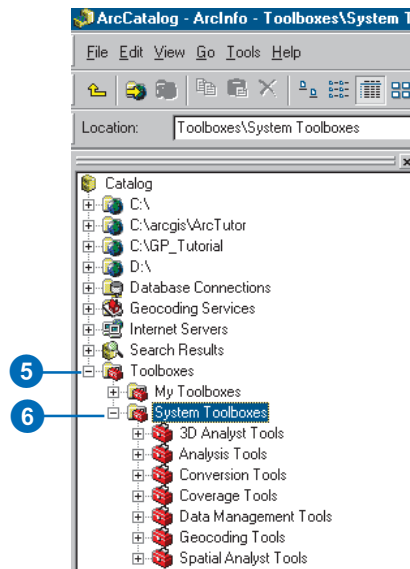 ArcCatalog - ArcInfo - Toolboxes\System T
File Edit View Go Tools Help
Location: Toolboxes\System Toolboxes
Catalog
C:\
C:\arcgis\ArcTutor
C:\GP_Tutorial
D:\
Database Connections
Geocoding Services
Internet Servers
Search Results
5 Toolboxes
My Toolboxes
6 System Toolboxes
3D Analyst Tools
Analysis Tools
Conversion Tools
Coverage Tools
Data Management Tools
Geocoding Tools
Spatial Analyst Tools